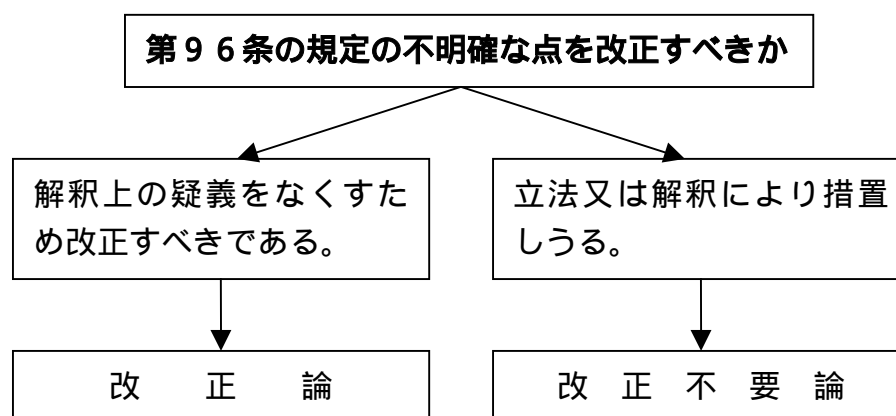 第９６条の規定の不明確な点を改正すべきか
解釈上の疑義をなくすた
め改正すべきである。
立法又は解釈により措置
しうる。
改　正　論
改　正　不　要　論